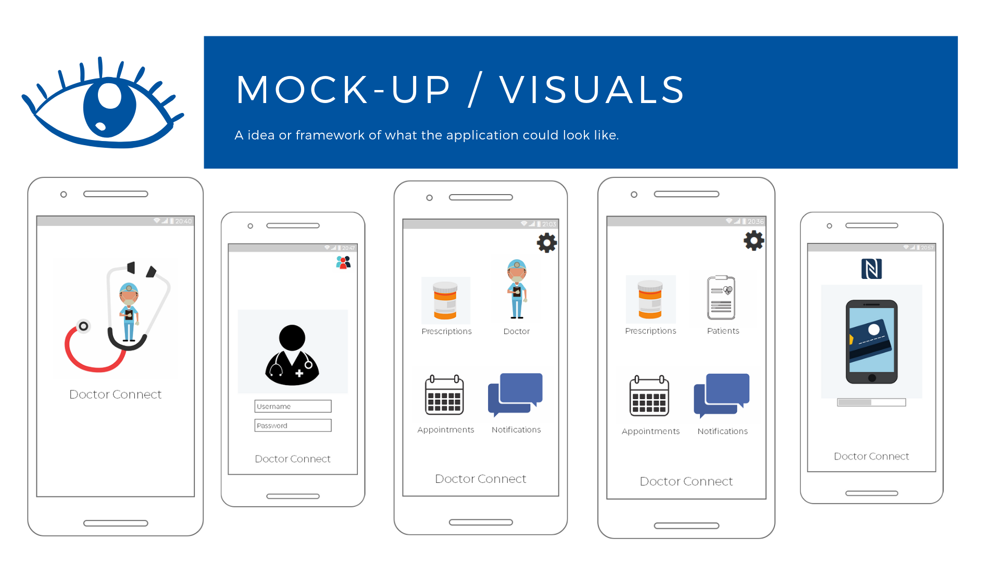 MOCK-UP / VISUALS
A idea or framework of what the application could look like.
20:40
Doctor Connect
20:47
Username
Password
Doctor Connect
21:03
Prescriptions
Doctor
Appointments
Notifications
Doctor Connect
20:36
Prescriptions
Patients
Appointments
Notifications
Doctor Connect
20:57
Doctor Connect